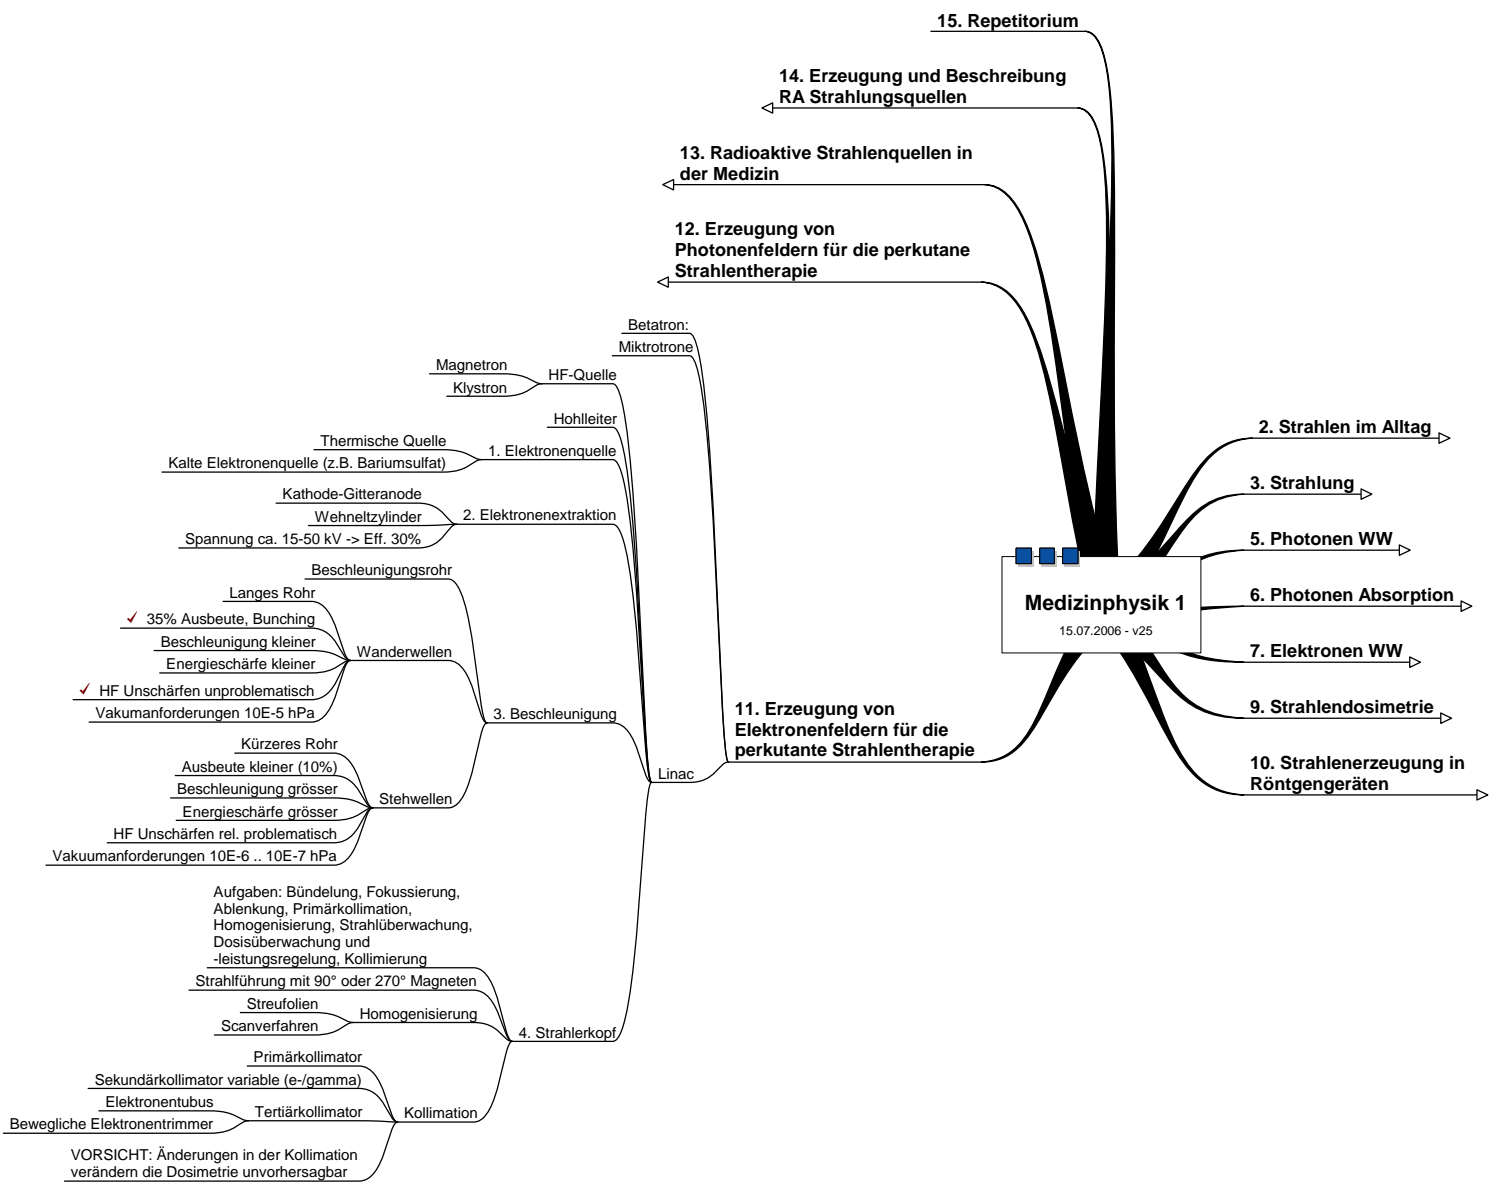 15. Repetitorium
14. Erzeugung und Beschreibung
RA Strahlungsquellen
13. Radioaktive Strahlenquellen in
der Medizin
12. Erzeugung von
Photonenfeldern für die perkutane
Strahlentherapie
Betatron:
Miktrotrone
Magnetron
Klystron
HF-Quelle
Hohlleiter
Thermische Quelle
Kalte Elektronenquelle (z.B. Bariumsulfat)
1. Elektronenquelle
Kathode-Gitteranode
Wehneltzylinder
Spannung ca. 15-50 kV -> Eff. 30%
2. Elektronenextraktion
Beschleunigungsrohr
Langes Rohr
35% Ausbeute, Bunching
Beschleunigung kleiner
Energieschärfe kleiner
HF Unschärfen unproblematisch
Vakumanforderungen 10E-5 hPa
Wanderwellen
3. Beschleunigung
Kürzeres Rohr
Ausbeute kleiner (10%)
Beschleunigung grösser
Energieschärfe grösser
HF Unschärfen rel. problematisch
Vakuumanforderungen 10E-6 .. 10E-7 hPa
Stehwellen
Linac
11. Erzeugung von
Elektronenfeldern für die
perkutante Strahlentherapie
Aufgaben: Bündelung, Fokussierung,
Ablenkung, Primärkollimation,
Homogenisierung, Strahlüberwachung,
Dosisüberwachung und
-leistungsregelung, Kollimierung
Strahlführung mit 90° oder 270° Magneten
Streufolien
Scanverfahren
Homogenisierung
4. Strahlerkopf
Primärkollimator
Sekundärkollimator variable (e-/gamma)
Elektronentubus
Bewegliche Elektronentrimmer
Tertiärkollimator
Kollimation
VORSICHT: Änderungen in der Kollimation
verändern die Dosimetrie unvorhersagbar
Medizinphysik 1
15.07.2006 - v25
2. Strahlen im Alltag
3. Strahlung
5. Photonen WW
6. Photonen Absorption
7. Elektronen WW
9. Strahlendosimetrie
10. Strahlenerzeugung in
Röntgengeräten